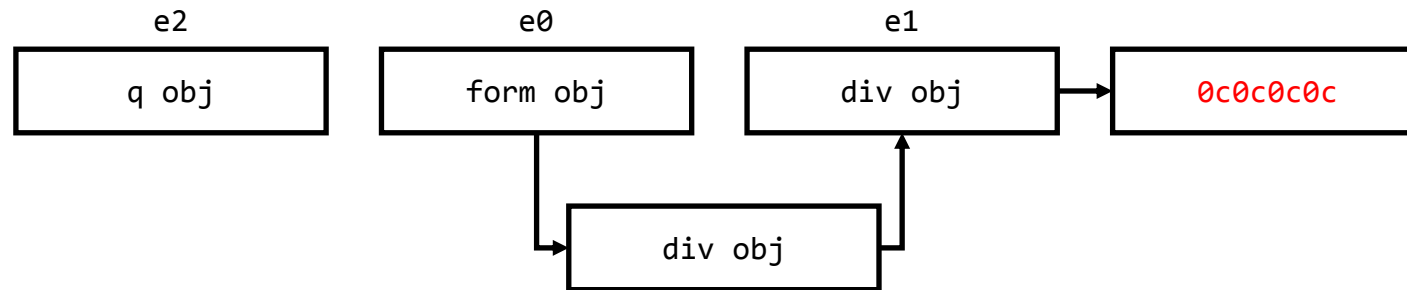 e2 e0 e1
q obj form obj div obj 0c0c0c0c
div obj